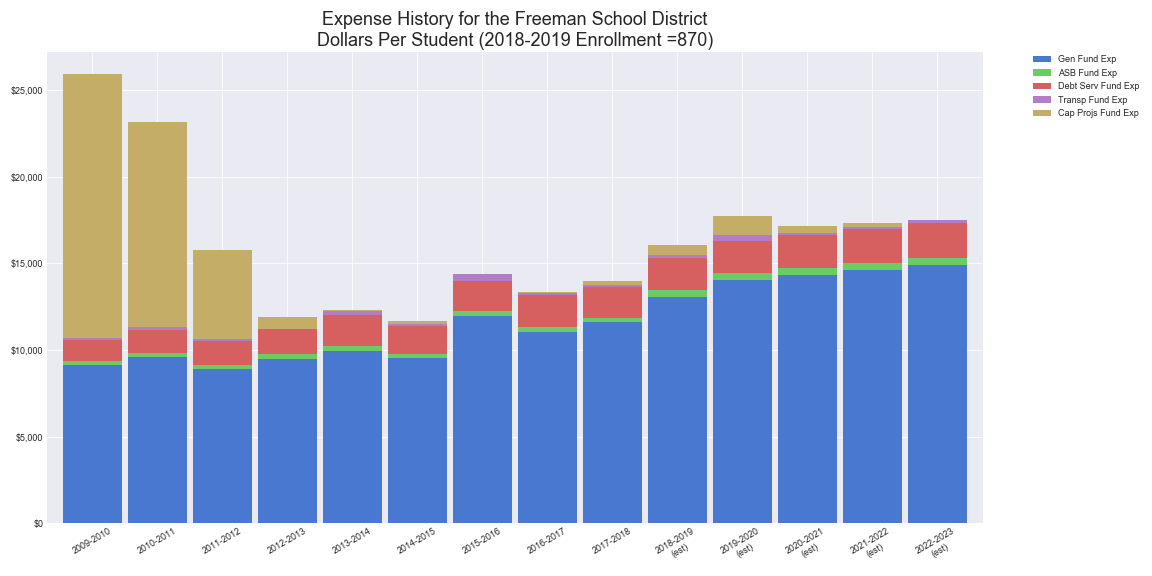 Expense History for the Freeman School District
Dollars Per Student (2018-2019 Enrollment =870)
Gen Fund Exp
ASB Fund Exp
Debt Serv Fund Exp
Transp Fund Exp
Cap Projs Fund Exp
$25,000
$20,000
$15,000
$10,000
$5,000
$0
2009-2010
2010-2011
2011-2012
2012-2013
2013-2014
2014-2015
2015-2016
2016-2017
2017-2018
2018-2019
(est)
2019-2020
(est)
2020-2021
(est)
2021-2022
(est)
2022-2023
(est)